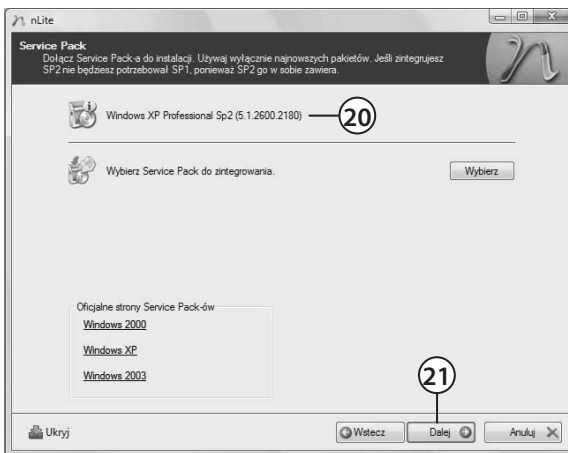 nLite
Service Pack
Dołącz Service Pack-a do instalacji. Używaj wyłącznie najnowszych pakietów. Jeśli zintegrujesz
SP2 nie będziesz potrzebował SP1, ponieważ SP2 go w sobie zawiera.
Windows XP Professional Sp2 (5.1.2600.2180)
20
Wybierz Service Pack do zintegrowania.
Wybierz
Oficjalne strony Service Pack-ów
Windows 2000
Windows XP
Windows 2003
21
Ukryj
Wstecz
Dalej
Anuluj